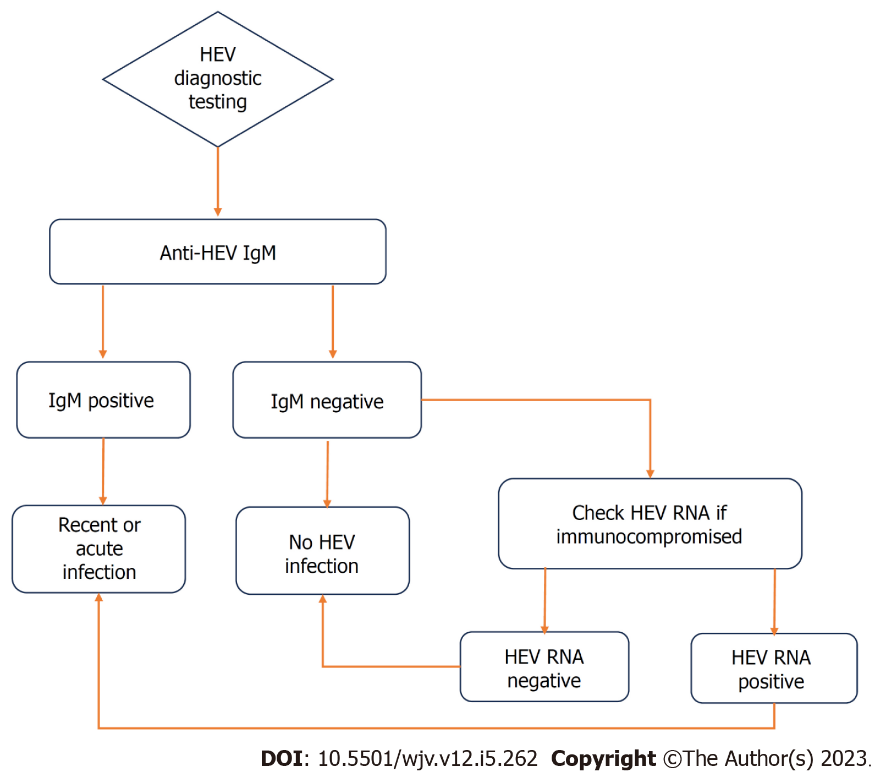 HEV
diagnostic
testing
Anti-HEV IgM
IgM positive
IgM negative
Recent or
acute
infection
No HEV
infection
Check HEV RNA if
immunocompromised
HEV RNA
negative
HEV RNA
positive
DOI: 10.5501/wjv.v12.i5.262 Copyright ©The Author(s) 2023.